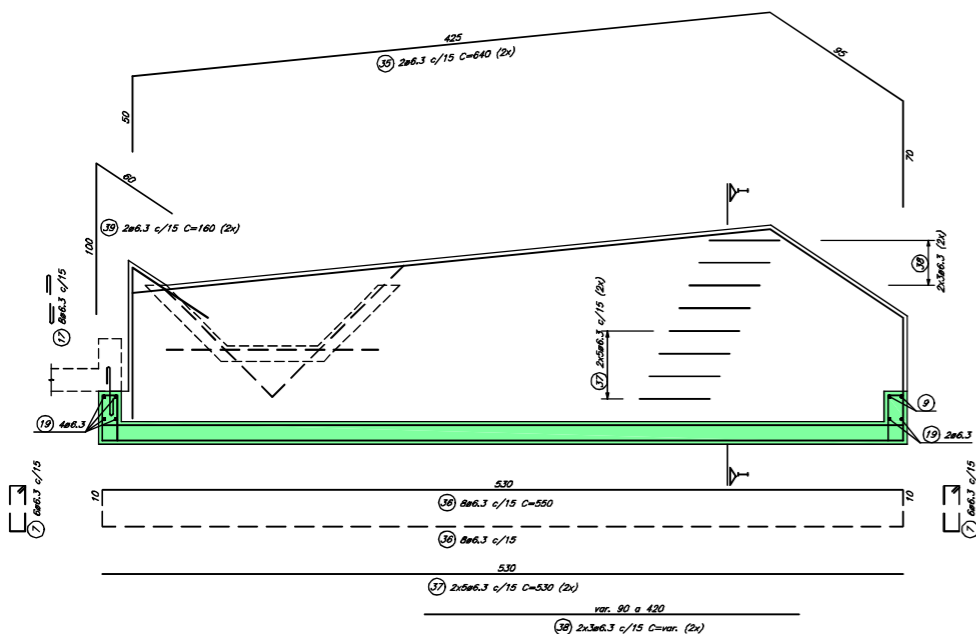 425
35 2ø6.3 c/15 C=640 (2x)
95
50
70
60
39 2ø6.3 c/15 C=160 (2x)
100
17 8ø6.3 c/15
38 2x3ø6.3 (2x)
37 2x5ø6.3 c/15 (2x)
19 4ø6.3
9
19 2ø6.3
7 6ø6.3 c/15
10
530
10
36 8ø6.3 c/15 C=550
7 6ø6.3 c/15
36 8ø6.3 c/15
530
37 2x5ø6.3 c/15 C=530 (2x)
var. 90 a 420
38 2x3ø6.3 c/15 C=var. (2x)